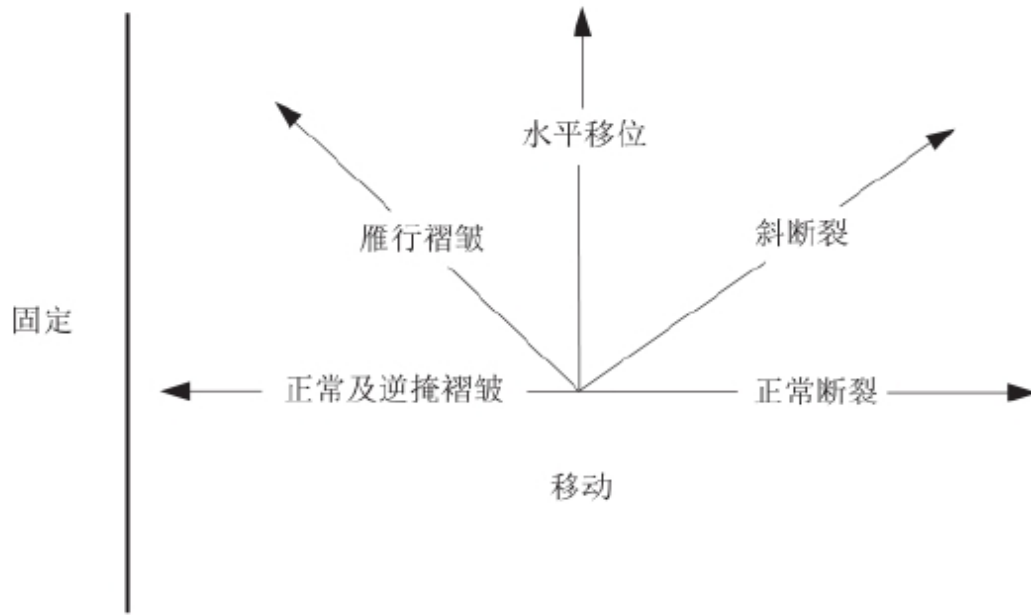 水平移位
雁行褶皱
斜断裂
固定
正常及逆掩褶皱
正常断裂
移动